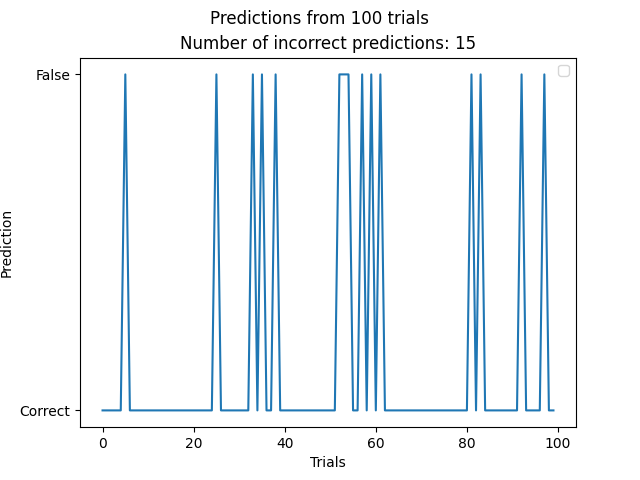 Predictions from 100 trials
Number of incorrect predictions: 15
False
Prediction
Correct
0 20 40 60 80 100
Trials